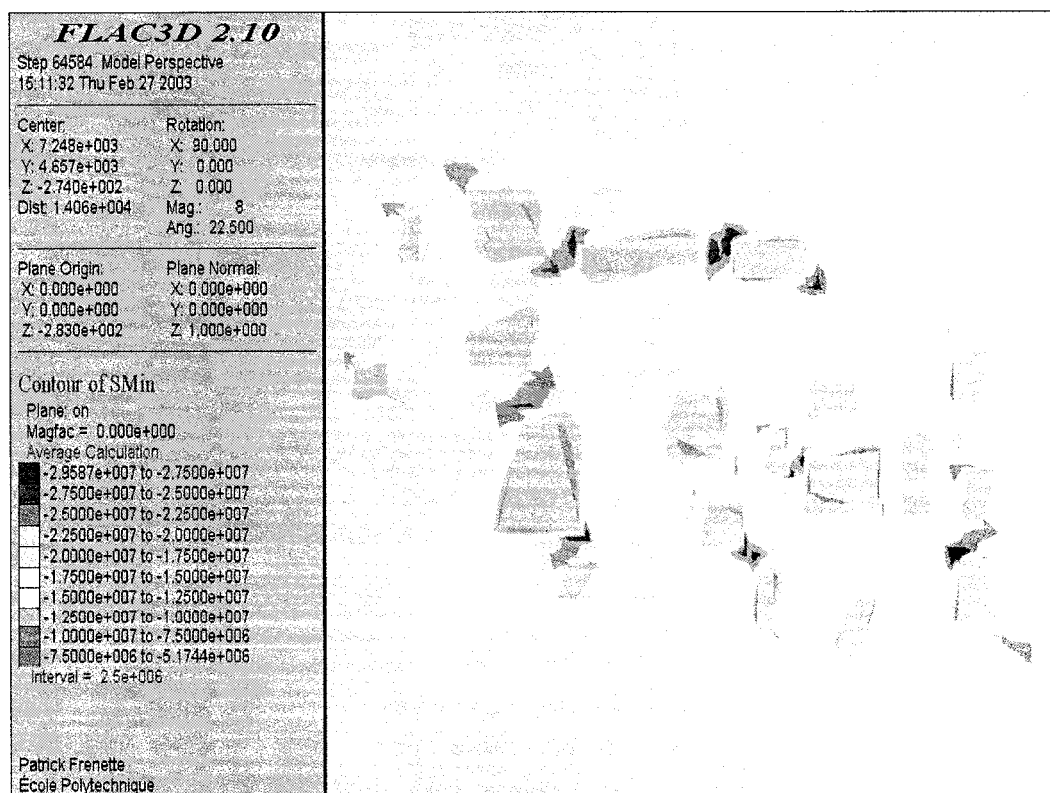 FLAC3D 2.10
Step 64584 Model Perspective
15:11:32 Thu Feb 27 2003
Center: Rotation:
X: 7.248e+003 X: 90.000
Y: 4.657e+003 Y: 0.000
Z: -2.740e+002 Z: 0.000
Dist: 1.406e+004 Mag.: 8
Ang.: 22.500
Plane Origin: Plane Normal:
X: 0.000e+000 X: 0.000e+000
Y: 0.000e+000 Y: 0.000e+000
Z: -2.830e+002 Z: 1.000e+000
Contour of SMin
Plane: on
Magfac = 0.000e+000
Average Calculation
-2.9587e+007 to -2.7500e+007
-2.7500e+007 to -2.5000e+007
-2.5000e+007 to -2.2500e+007
-2.2500e+007 to -2.0000e+007
-2.0000e+007 to -1.7500e+007
-1.7500e+007 to -1.5000e+007
-1.5000e+007 to -1.2500e+007
-1.2500e+007 to -1.0000e+007
-1.0000e+007 to -7.5000e+006
-7.5000e+006 to -5.1744e+006
Interval = 2.5e+006
Patrick Frenette
École Polytechnique